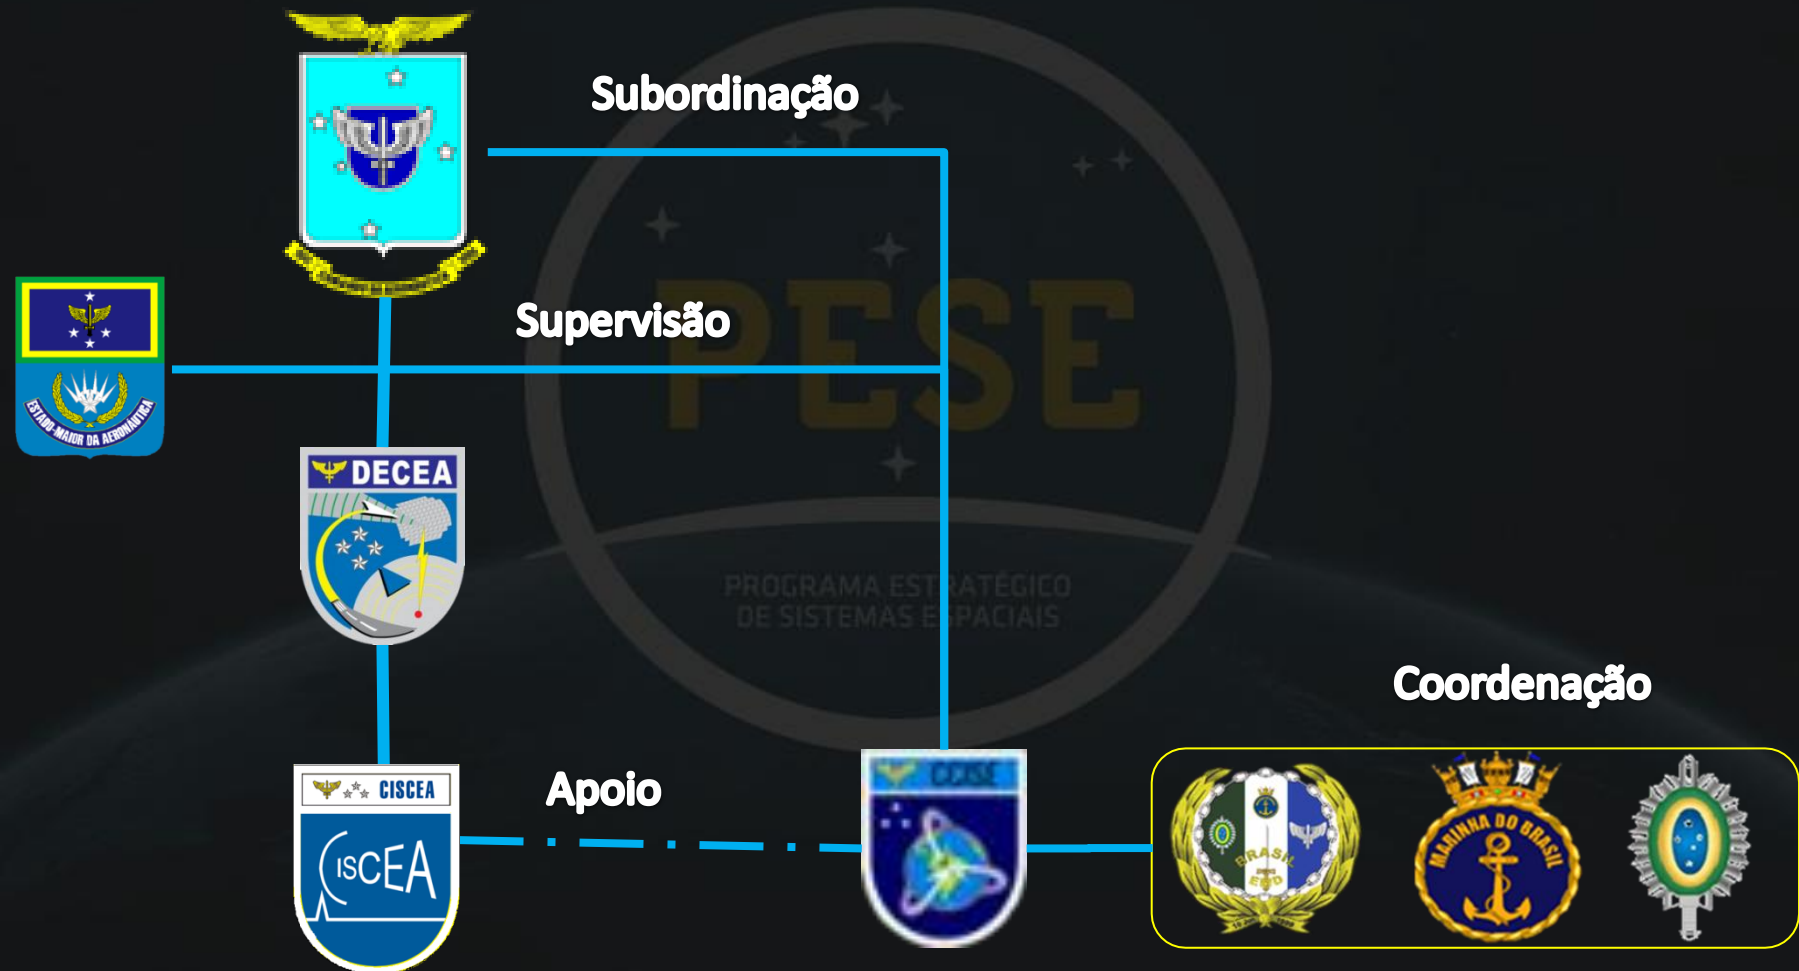 Subordinação
Supervisão
PESE
ESTADO-MAIOR DA AERONÁUTICA
DECEA
PROGRAMA ESTRATÉGICO
DE SISTEMAS ESPACIAIS
Coordenação
CISCEA
Apoio
CCISE
CISCEA
MARINHA DO BRASIL
BRASIL